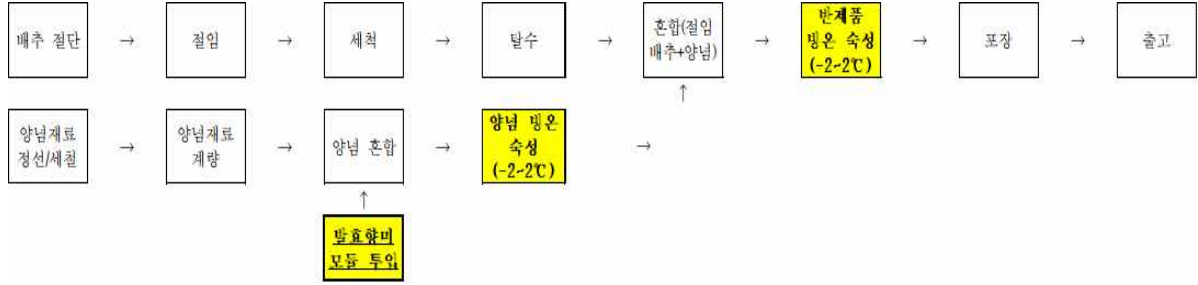 배추 절단 → 절임 → 세척 → 탈수 → 혼합(절임 배추+양념) → 반제품 빙온 숙성 (-2~2℃) → 포장 → 출고
↑
양념재료 정선/세척 → 양념재료 계량 → 양념 혼합 → 양념 빙온 숙성 (-2~2℃) →
↑
발효향미 모듈 투입